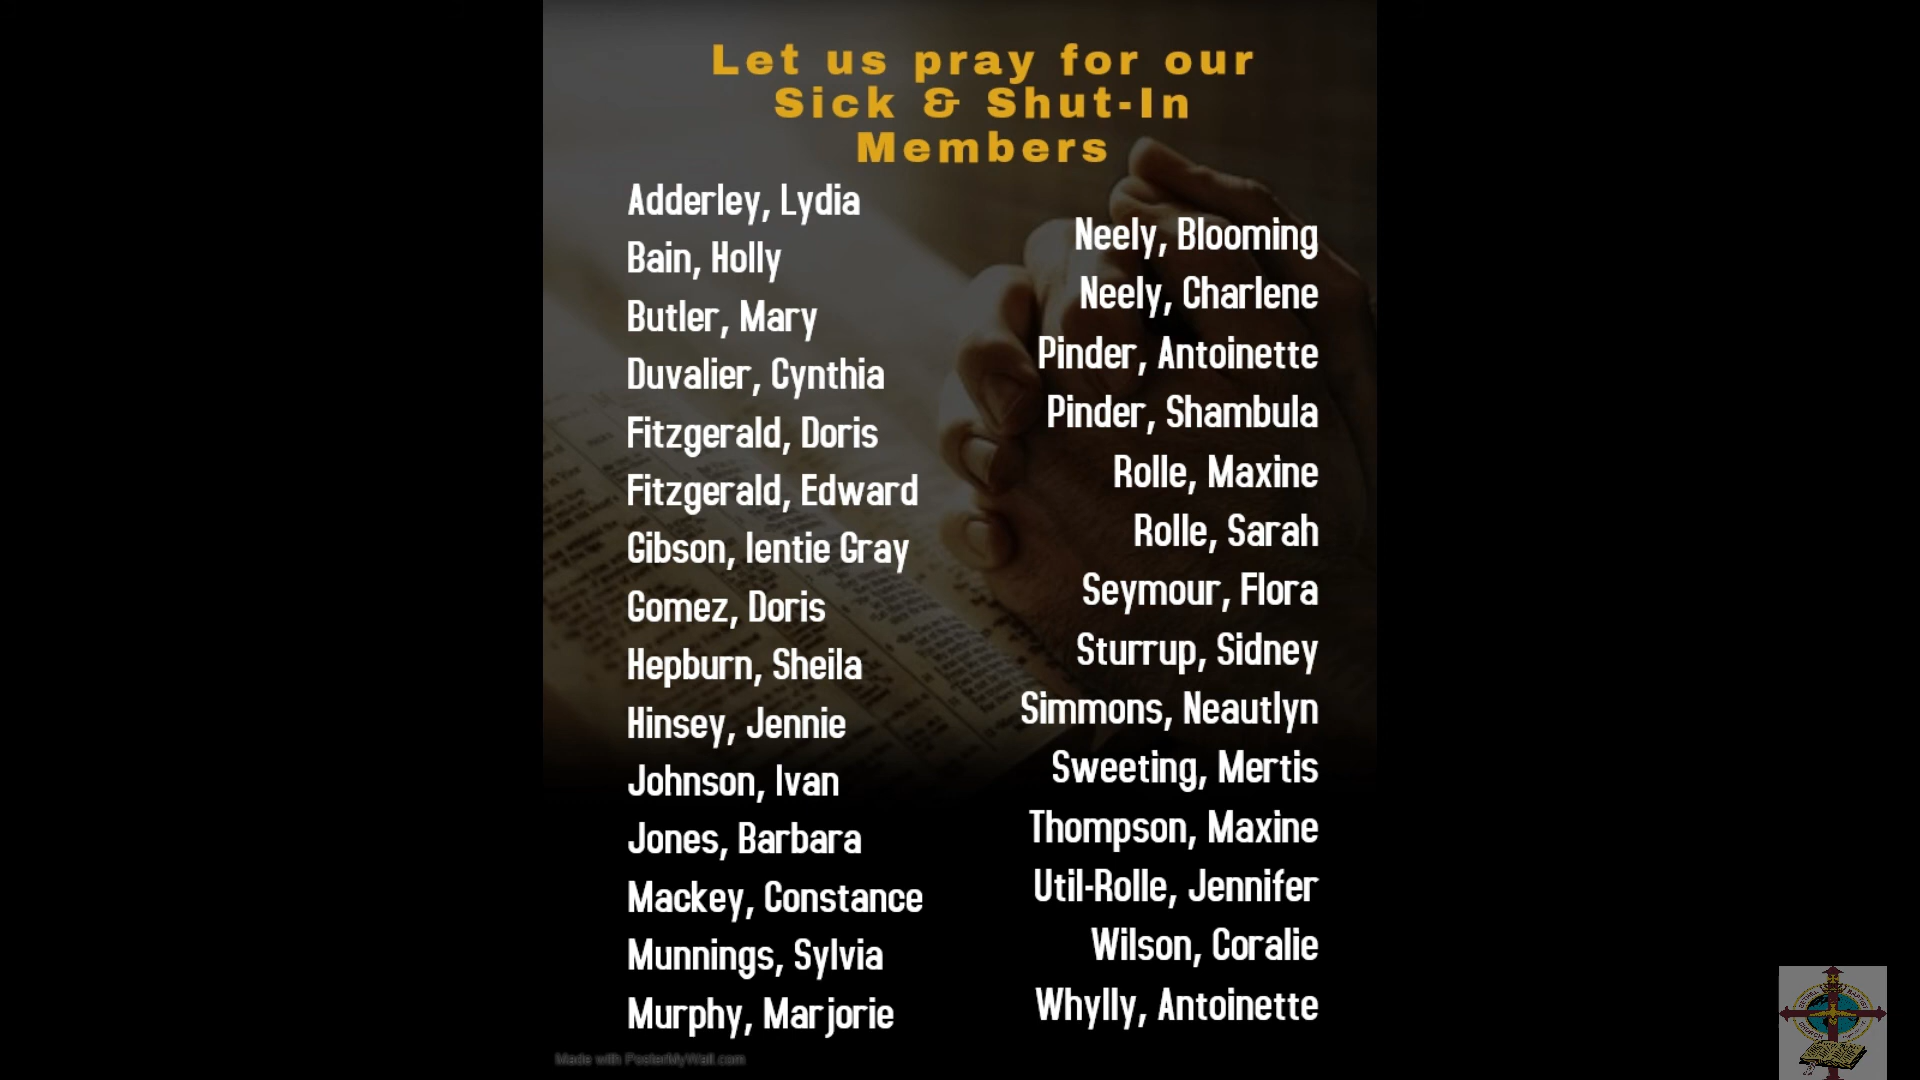 Let us pray for our
Sick & Shut-In
Members
Adderley, Lydia
Bain, Holly
Butler, Mary
Duvalier, Cynthia
Fitzgerald, Doris
Fitzgerald, Edward
Gibson, Ientie Gray
Gomez, Doris
Hepburn, Sheila
Hinsey, Jennie
Johnson, Ivan
Jones, Barbara
Mackey, Constance
Munnings, Sylvia
Murphy, Marjorie
Neely, Blooming
Neely, Charlene
Pinder, Antoinette
Pinder, Shambula
Rolle, Maxine
Rolle, Sarah
Seymour, Flora
Sturrup, Sidney
Simmons, Neautlyn
Sweeting, Mertis
Thompson, Maxine
Util-Rolle, Jennifer
Wilson, Coralie
Whylly, Antoinette
Made with PosterMyWall.com
BETHEL BAPTIST
CHURCH